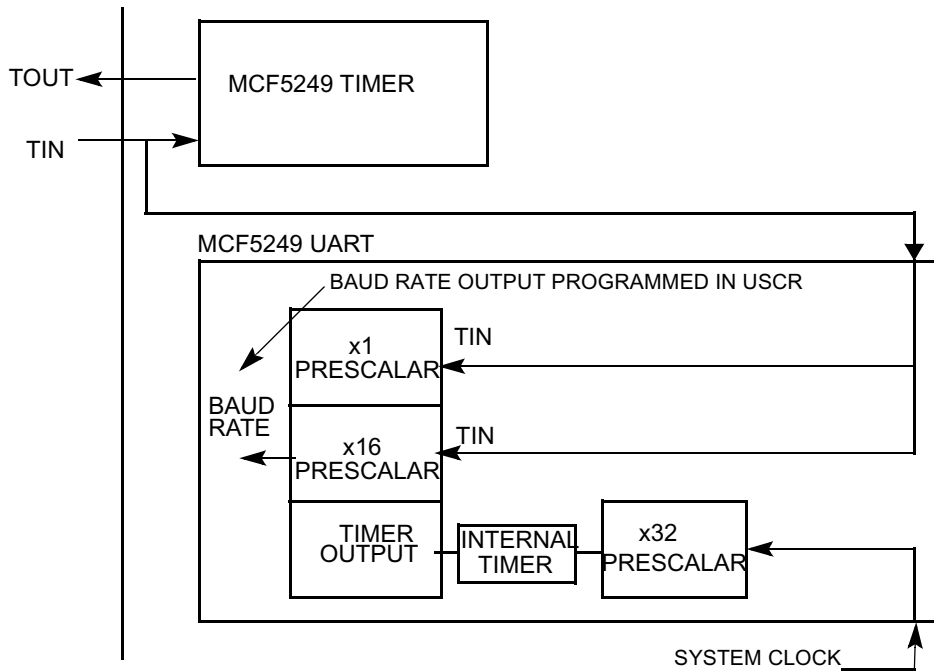 TOUT
MCF5249 TIMER
TIN
MCF5249 UART
BAUD RATE OUTPUT PROGRAMMED IN USCR
x1
PRESCALAR
TIN
BAUD
RATE
x16
PRESCALAR
TIN
TIMER
OUTPUT
INTERNAL
TIMER
x32
PRESCALAR
SYSTEM CLOCK